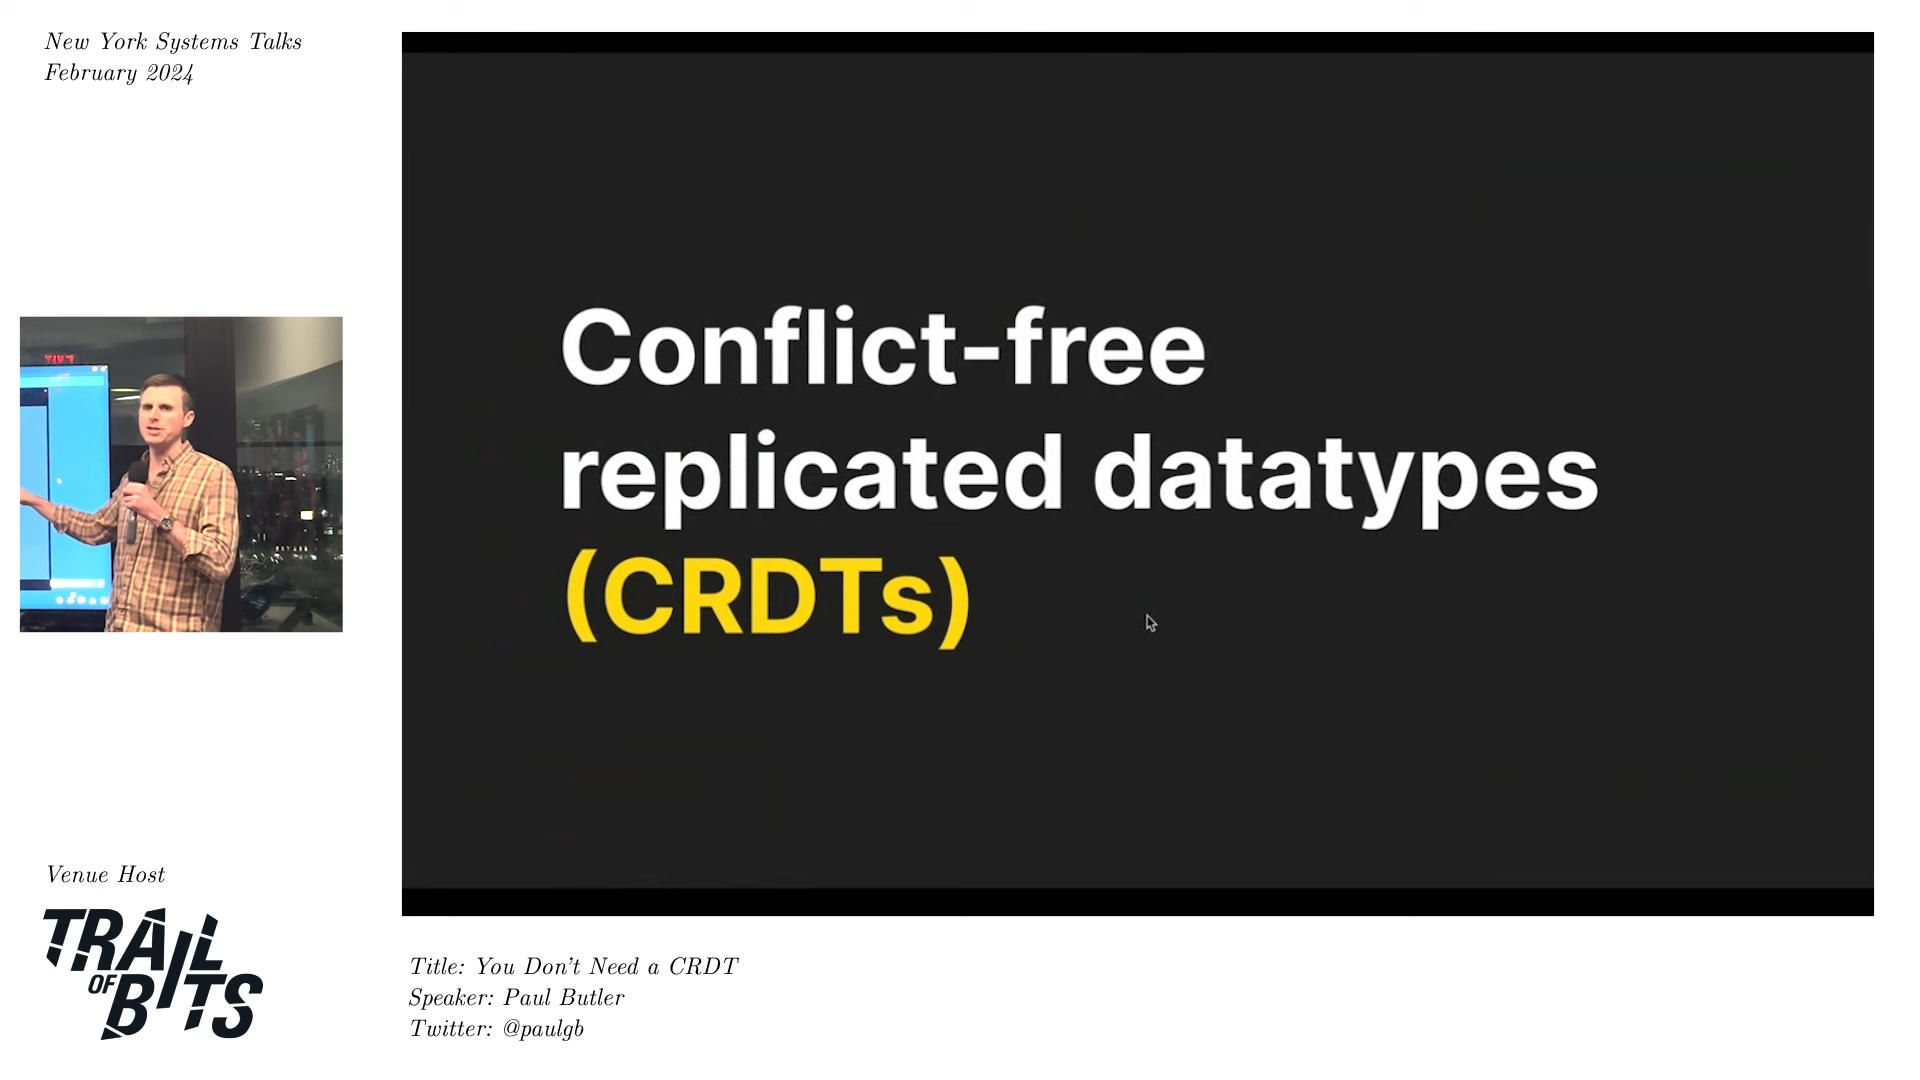 New York Systems Talks
February 2024
Conflict-free
replicated datatypes
(CRDTs)
Venue Host
TRAIL
OF
BITS
Title: You Don't Need a CRDT
Speaker: Paul Butler
Twitter: @paulgb